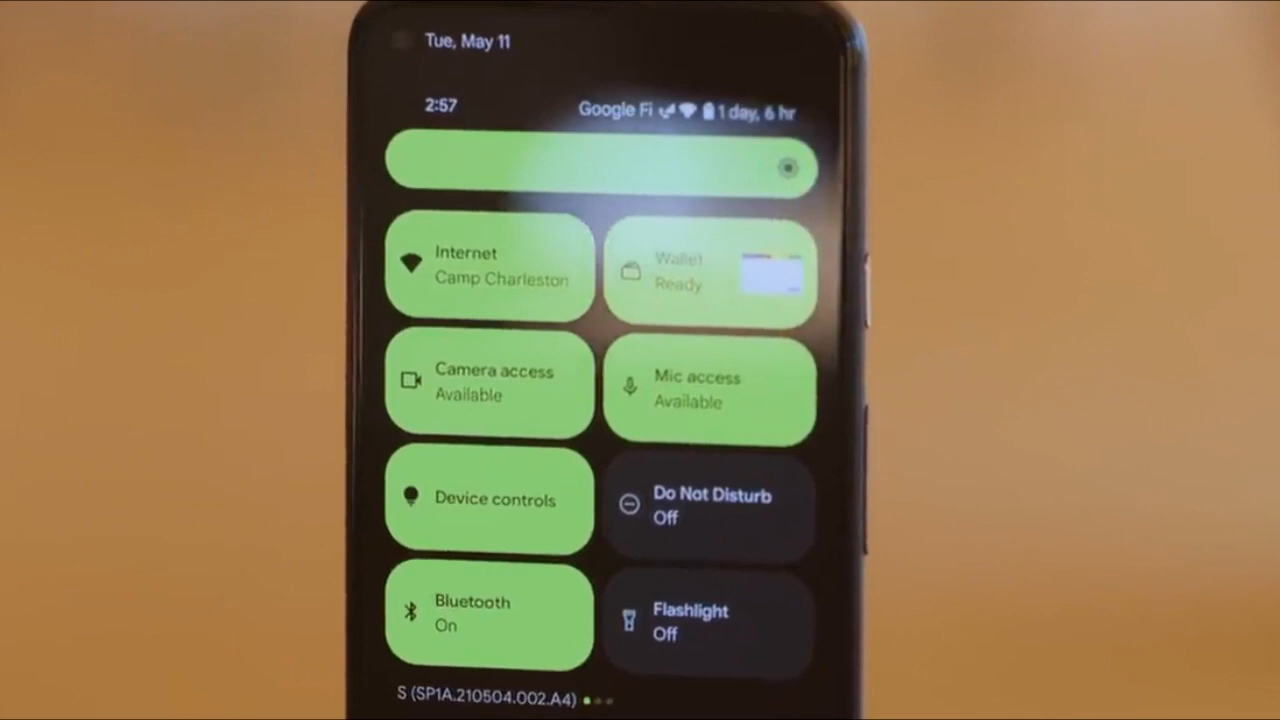 Tue, May 11
2:57
Google Fi 1 day, 6 hr
Internet
Camp Charleston
Wallet
Ready
Camera access
Available
Mic access
Available
Device controls
Do Not Disturb
Off
Bluetooth
On
Flashlight
Off
S (SP1A.210504.002.A4)